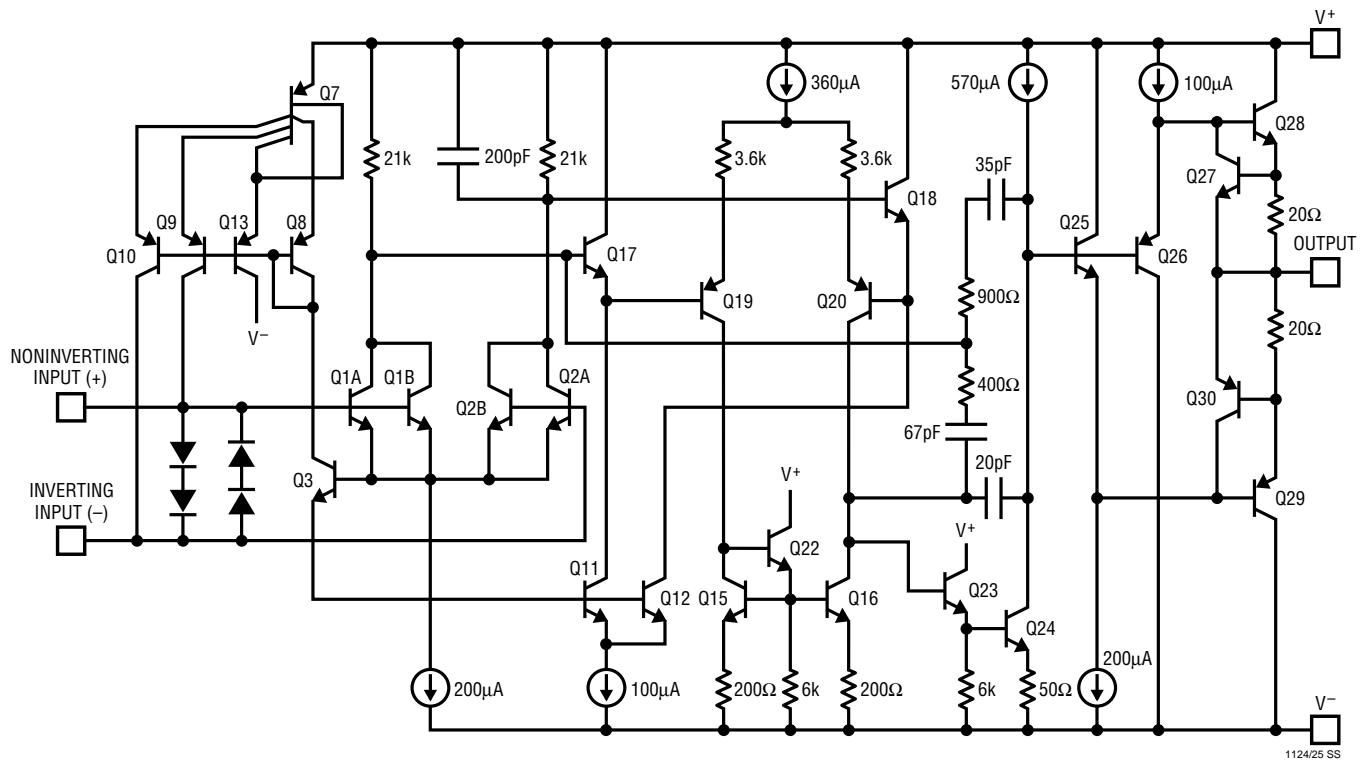 V+
Q7
360µA
570µA
100µA
Q28
21k
200pF
21k
3.6k
3.6k
35pF
Q27
Q18
20Ω
Q9
Q13
Q8
Q25
Q10
Q17
Q26
OUTPUT
900Ω
Q19
Q20
V–
20Ω
NONINVERTING
INPUT (+)
Q1A
Q1B
Q2A
400Ω
Q2B
Q30
67pF
20pF
Q3
V+
INVERTING
INPUT (–)
Q29
V+
Q22
Q11
Q23
Q12
Q15
Q16
Q24
200µA
200µA
100µA
200Ω
6k
200Ω
6k
50Ω
V–
1124/25 SS